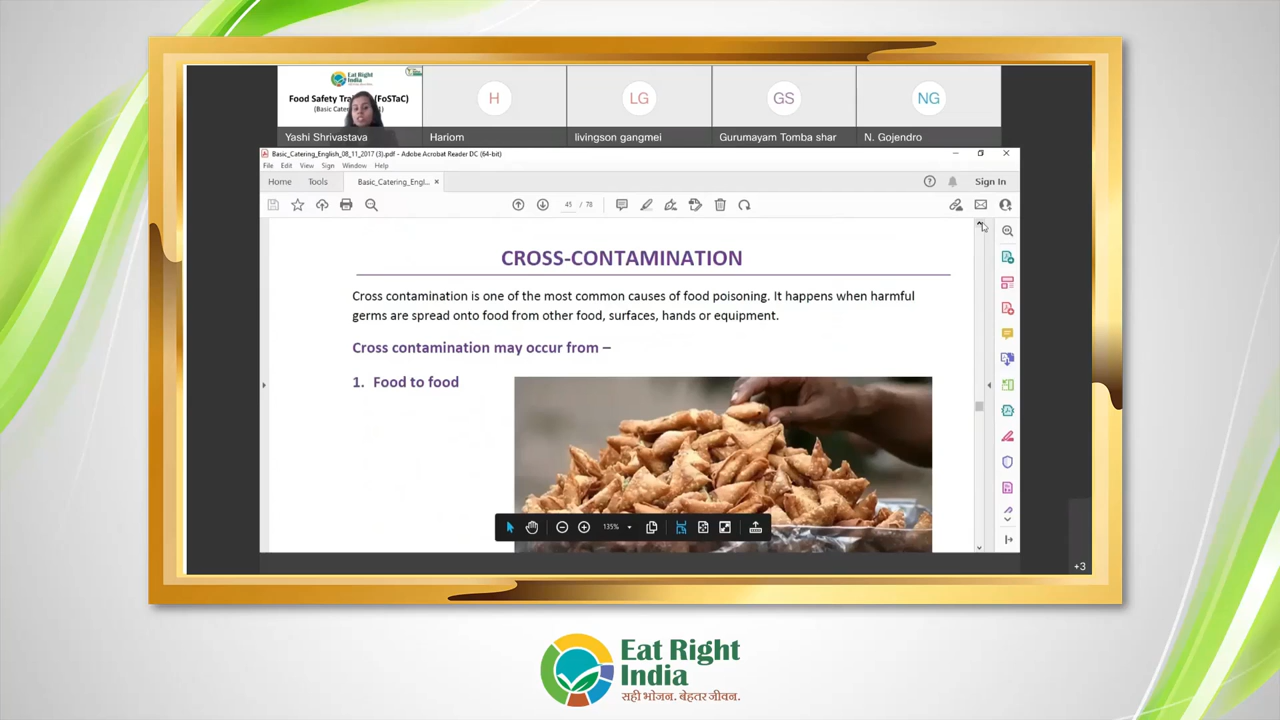 Eat Right
India
Food Safety Tra
(FoSTaC)
(Basic Cate
Yashi Shrivastava
H
Hariom
LG
livingson gangmei
GS
Gurumayam Tomba shar
NG
N. Gojendro
Basic_Catering_English_08_11_2017 (3).pdf - Adobe Acrobat Reader DC (64-bit)
File Edit View Sign Window Help
Home Tools Basic_Catering_Engl... × Sign In
45 / 78
CROSS-CONTAMINATION
Cross contamination is one of the most common causes of food poisoning. It happens when harmful
germs are spread onto food from other food, surfaces, hands or equipment.
Cross contamination may occur from –
1. Food to food
135%
+3
Eat Right
India
सही भोजन. बेहतर जीवन.